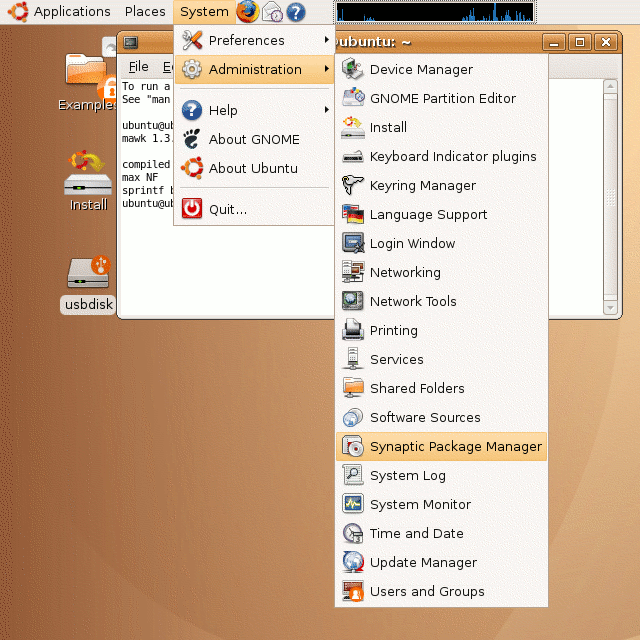 Applications Places System
ubuntu: ~
Preferences
Administration
Help
About GNOME
About Ubuntu
Quit...
File
To run a
See "man
ubuntu@ub
mawk 1.3.
compiled
max NF
sprintf b
ubuntu@ub
Examples
Install
usbdisk
Device Manager
GNOME Partition Editor
Install
Keyboard Indicator plugins
Keyring Manager
Language Support
Login Window
Networking
Network Tools
Printing
Services
Shared Folders
Software Sources
Synaptic Package Manager
System Log
System Monitor
Time and Date
Update Manager
Users and Groups